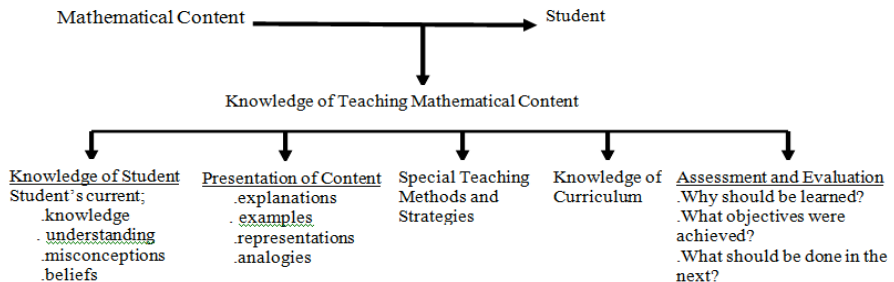 Mathematical Content
Student
Knowledge of Teaching Mathematical Content
Knowledge of Student
Student's current;
.knowledge
. understanding
.misconceptions
.beliefs
Presentation of Content
.explanations
. examples
.representations
.analogies
Special Teaching
Methods and
Strategies
Knowledge of
Curriculum
Assessment and Evaluation
.Why should be learned?
.What objectives were
achieved?
.What should be done in the
next?